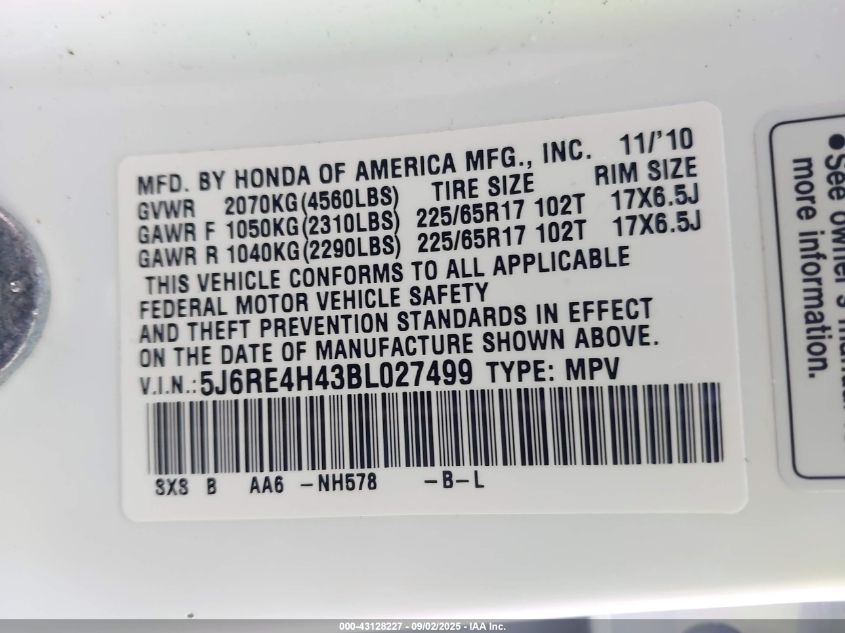 MFD. BY HONDA OF AMERICA MFG., INC. 11/'10
GVWR 2070KG(4560LBS) TIRE SIZE RIM SIZE
GAWR F 1050KG(2310LBS) 225/65R17 102T 17X6.5J
GAWR R 1040KG(2290LBS) 225/65R17 102T 17X6.5J
THIS VEHICLE CONFORMS TO ALL APPLICABLE
FEDERAL MOTOR VEHICLE SAFETY
AND THEFT PREVENTION STANDARDS IN EFFECT
ON THE DATE OF MANUFACTURE SHOWN ABOVE.
V.I.N.: 5J6RE4H43BL027499 TYPE: MPV
SXS B AA6 -NH578 -B-L
● See owner's
more information.
000-43128227 - 09/02/2025 - IAA Inc.